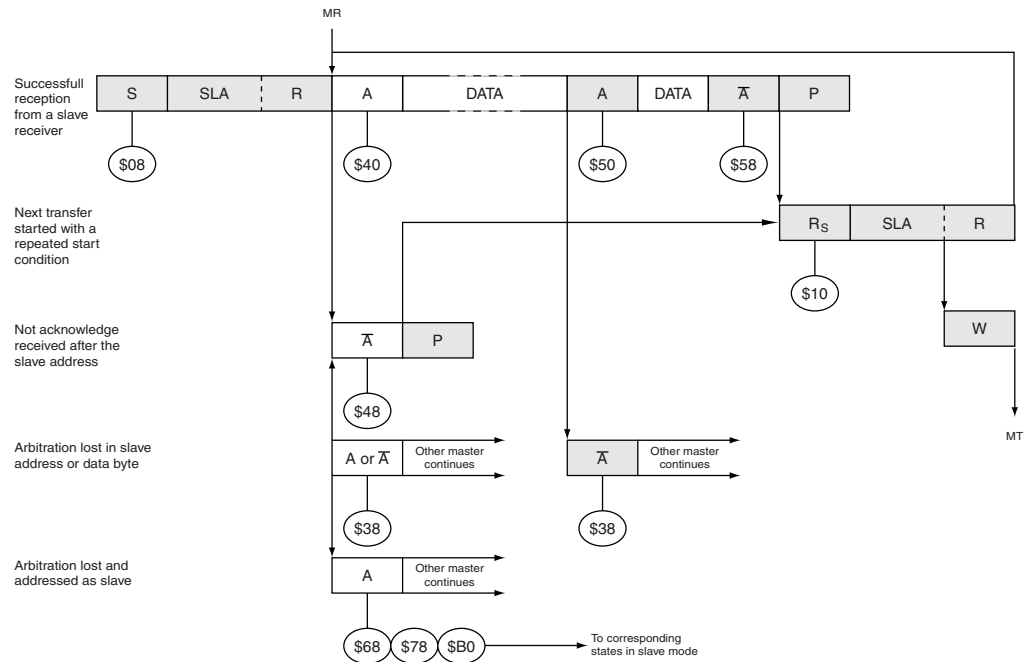 MR
Successfull
reception
from a slave
receiver
S SLA R A DATA A DATA A̅ P
$08 $40 $50 $58
Next transfer
started with a
repeated start
condition
RS SLA R
$10
Not acknowledge
received after the
slave address
A̅ P
W
$48
MT
Arbitration lost in slave
address or data byte
A or A̅ Other master
continues
A̅ Other master
continues
$38 $38
Arbitration lost and
addressed as slave
A Other master
continues
$68 $78 $B0 To corresponding
states in slave mode